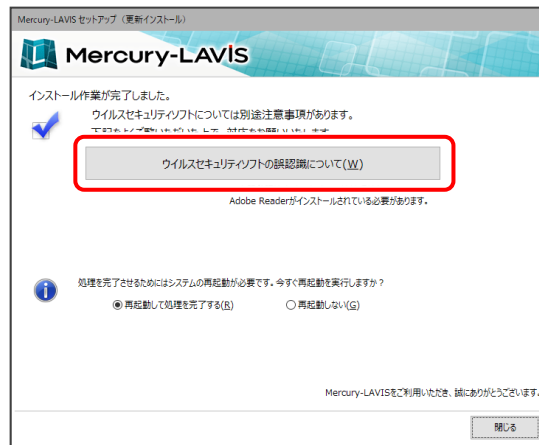 Mercury-LAVIS セットアップ（更新インストール）
Mercury-LAVIS
インストール作業が完了しました。
ウイルスセキュリティソフトについては別途注意事項があります。
ウイルスセキュリティソフトの誤認識について(W)
Adobe Readerがインストールされている必要があります。
処理を完了させるためにはシステムの再起動が必要です。今すぐ再起動を実行しますか？
再起動して処理を完了する(R) 再起動しない(G)
Mercury-LAVISをご利用いただき、誠にありがとうございます。
閉じる